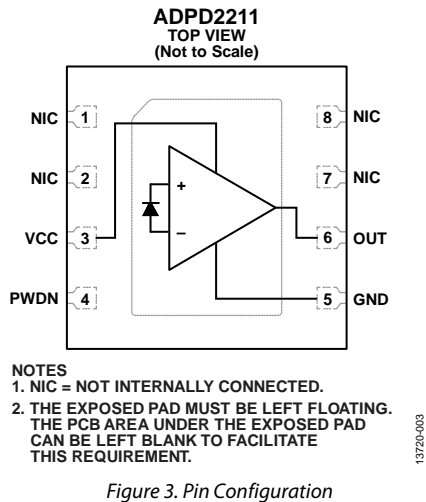 ADPD2211
TOP VIEW
(Not to Scale)
NIC 1
8 NIC
NIC 2
7 NIC
+
–
VCC 3
6 OUT
PWDN 4
5 GND
NOTES
1. NIC = NOT INTERNALLY CONNECTED.
2. THE EXPOSED PAD MUST BE LEFT FLOATING.
THE PCB AREA UNDER THE EXPOSED PAD
CAN BE LEFT BLANK TO FACILITATE
THIS REQUIREMENT.
13720-003
Figure 3. Pin Configuration